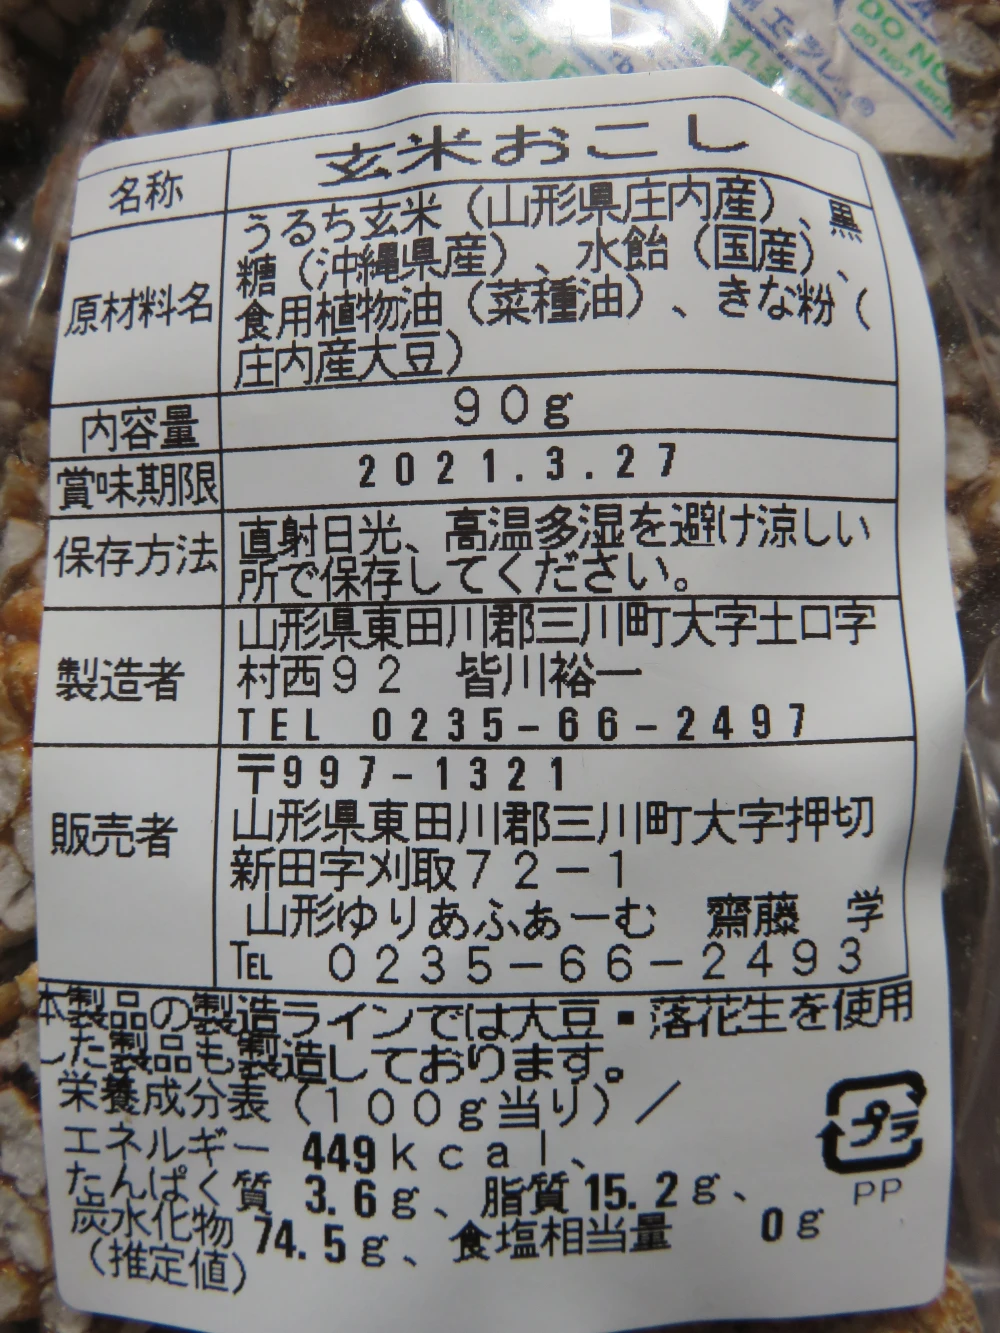 名称 玄米おこし
原材料名 うるち玄米（山形県庄内産）、黒
糖（沖縄県産）、水飴（国産）、
食用植物油（菜種油）、きな粉（
庄内産大豆）
内容量 90g
賞味期限 2021.3.27
保存方法 直射日光、高温多湿を避け涼しい
所で保存してください。
製造者 山形県東田川郡三川町大字土口字
村西92 皆川裕一
TEL 0235-66-2497
販売者 〒997-1321
山形県東田川郡三川町大字押切
新田字刈取72-1
山形ゆりあふぁーむ 齋藤 学
TEL 0235-66-2493
本製品の製造ラインでは大豆・落花生を使用
した製品も製造しております。
栄養成分表（100g当り）／
エネルギー 449kcal、
たんぱく質 3.6g、脂質15.2g、
炭水化物 74.5g、食塩相当量 0g
（推定値）
プラ
PP
DO NO
DO NOT MICR